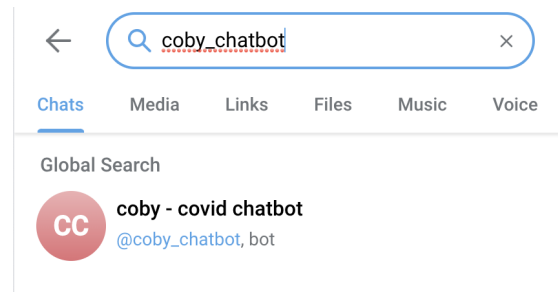 coby_chatbot
Chats Media Links Files Music Voice
Global Search
CC
coby - covid chatbot
@coby_chatbot, bot